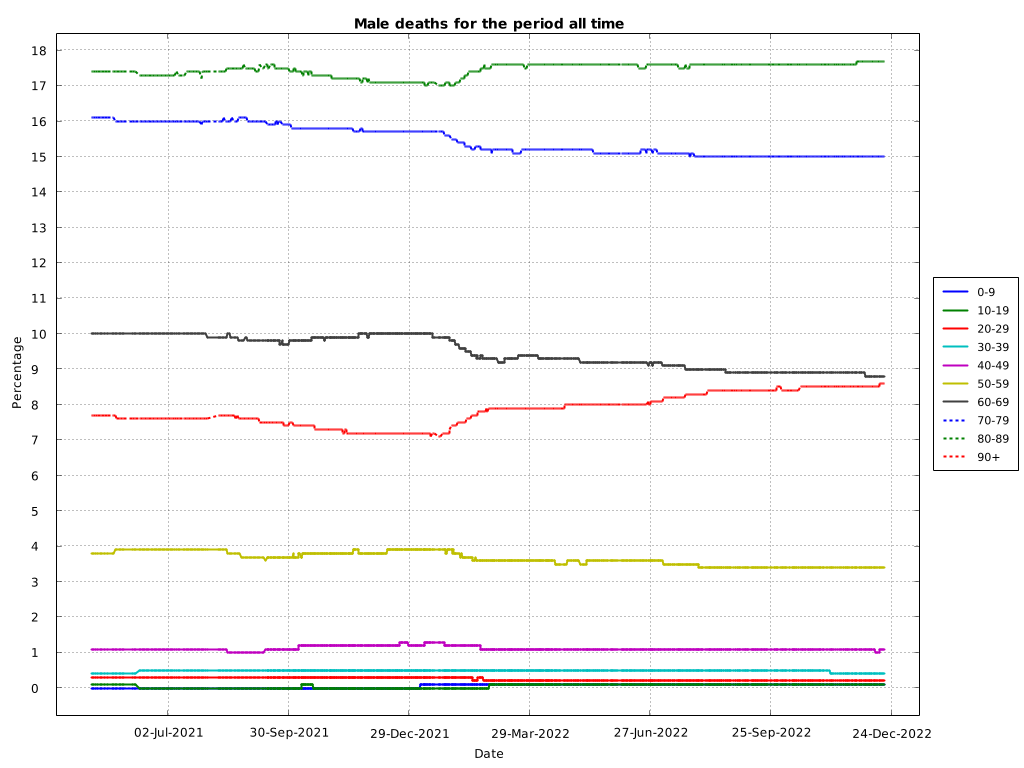 Male deaths for the period all time
Percentage
18
17
16
15
14
13
12
11
10
9
8
7
6
5
4
3
2
1
0
02-Jul-2021
30-Sep-2021
29-Dec-2021
29-Mar-2022
27-Jun-2022
25-Sep-2022
24-Dec-2022
Date
0-9
10-19
20-29
30-39
40-49
50-59
60-69
70-79
80-89
90+